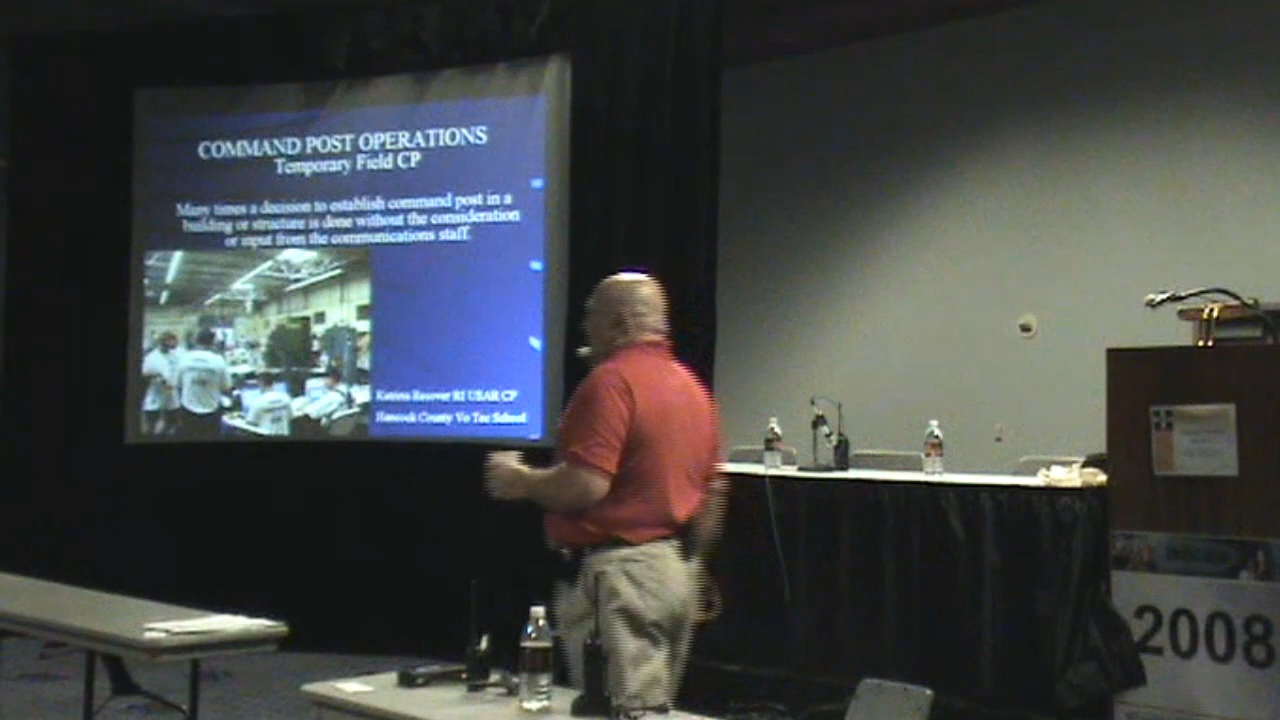 COMMAND POST OPERATIONS
Temporary Field CP
Many times a decision to establish command post in a
building or structure is done without the consideration
or input from the communications staff.
Katrina Recover RI USAR CP
Hancock County Vo Tec School
2008